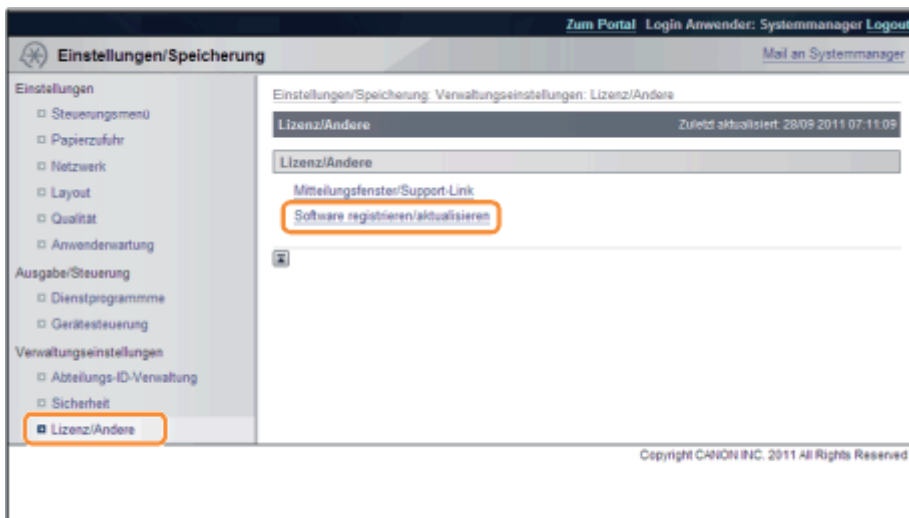 Zum Portal Login Anwender: Systemmanager Logout
Einstellungen/Speicherung Mail an Systemmanager
Einstellungen
Steuerungsmenü
Papierzufuhr
Netzwerk
Layout
Qualität
Anwenderwartung
Ausgabe/Steuerung
Dienstprogrammme
Gerätesteuerung
Verwaltungseinstellungen
Abteilungs-ID-Verwaltung
Sicherheit
Lizenz/Andere
Einstellungen/Speicherung: Verwaltungseinstellungen: Lizenz/Andere
Lizenz/Andere Zuletzt aktualisiert: 28/09 2011 07:11:09
Lizenz/Andere
Mitteilungsfenster/Support-Link
Software registrieren/aktualisieren
Copyright CANON INC. 2011 All Rights Reserved